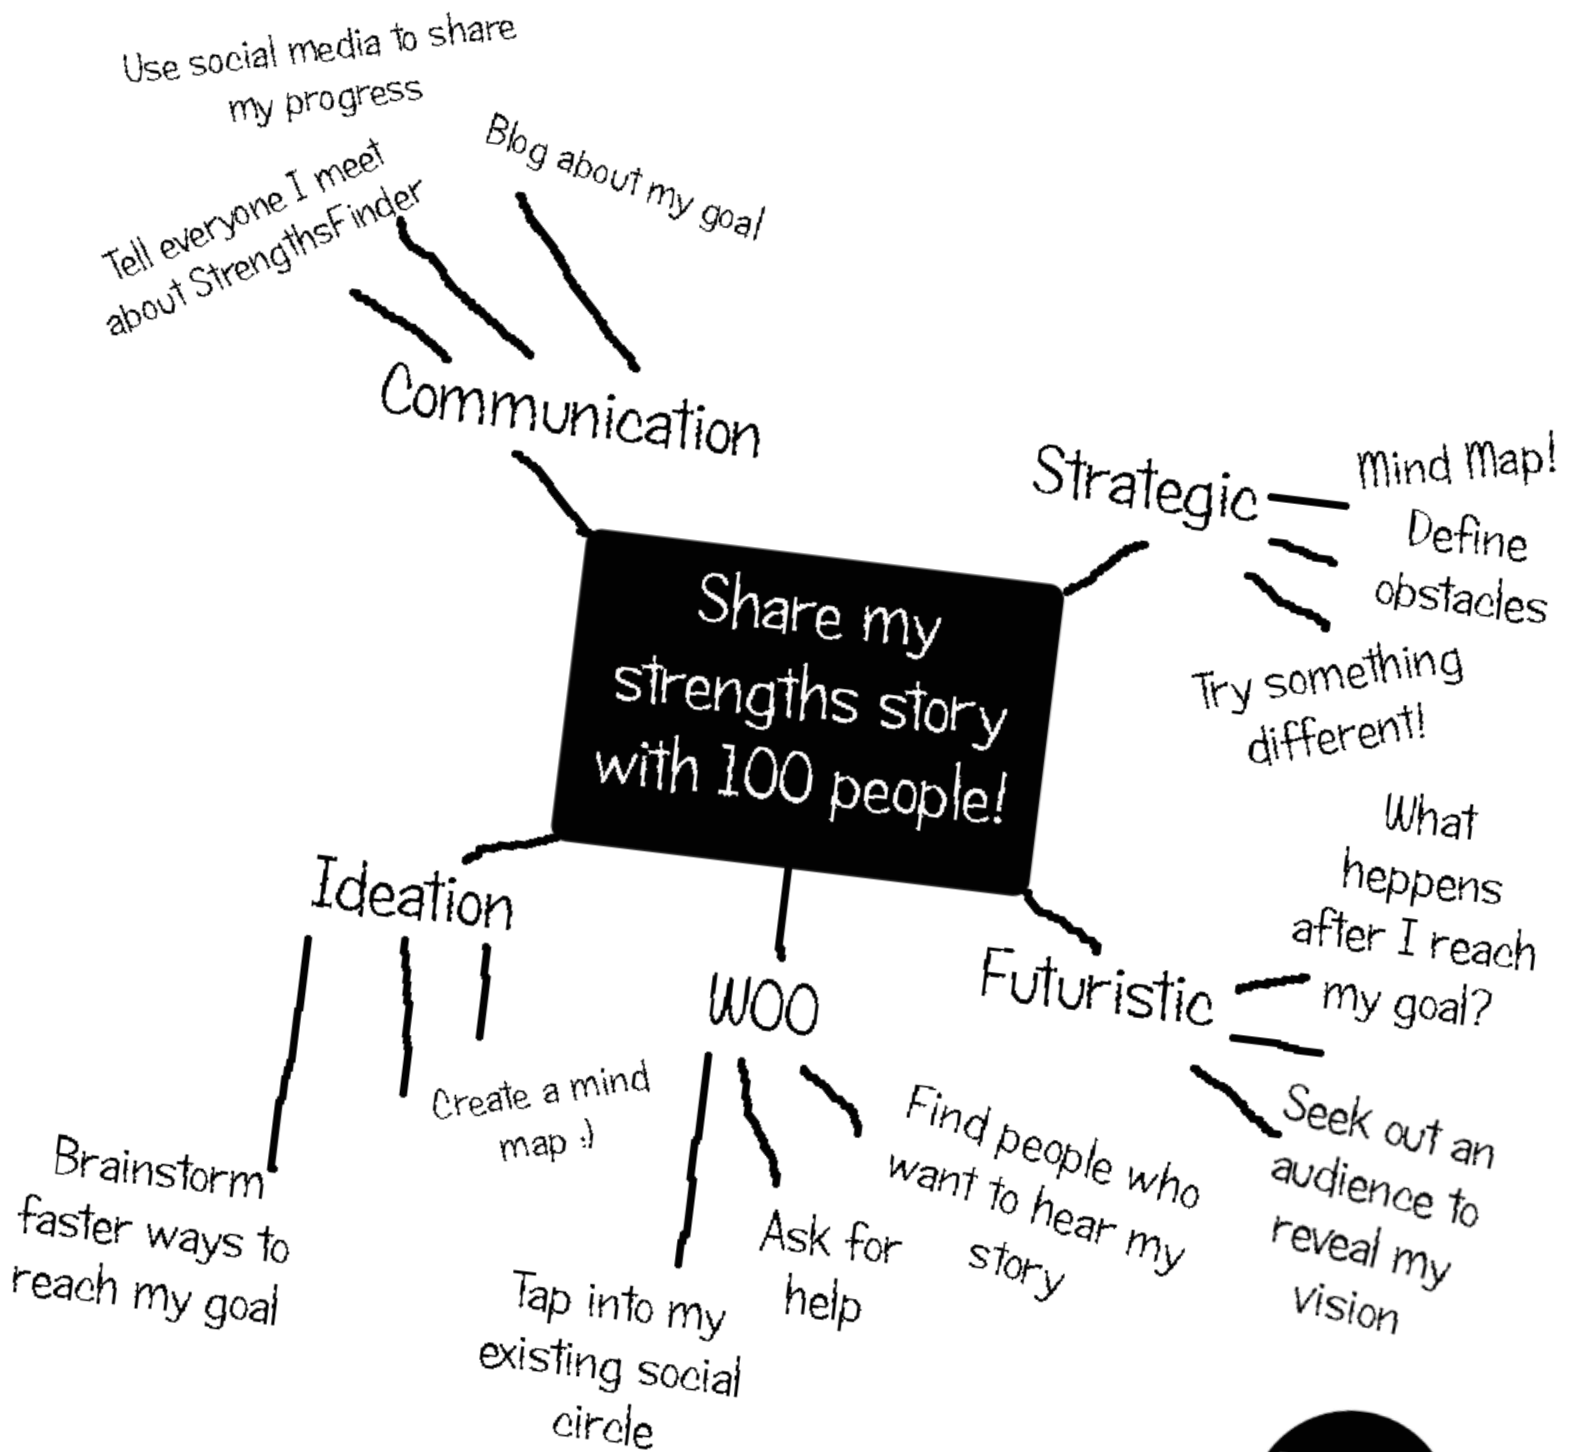 Use social media to share
my progress
Tell everyone I meet
about StrengthsFinder
Blog about my goal
Communication
Strategic
Mind Map!
Define
obstacles
Try something
different!
Share my
strengths story
with 100 people!
Ideation
Brainstorm
faster ways to
reach my goal
Create a mind
map :)
WOO
Tap into my
existing social
circle
Ask for
help
Find people who
want to hear my
story
Futuristic
What
heppens
after I reach
my goal?
Seek out an
audience to
reveal my
vision